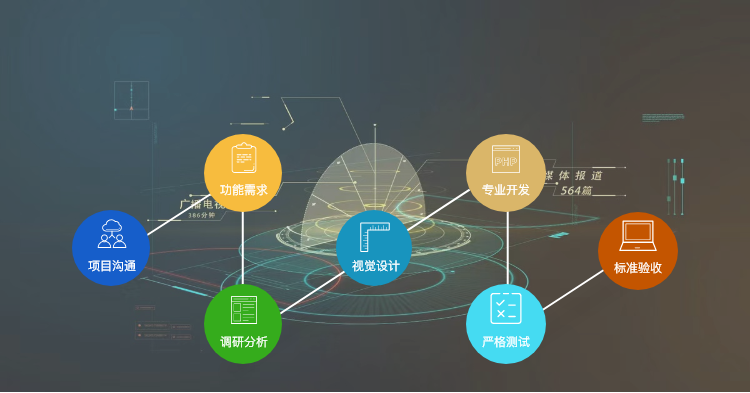 功能需求
PHP
专业开发
媒体报道
564篇
广播电视
386分钟
项目沟通
视觉设计
标准验收
调研分析
严格测试